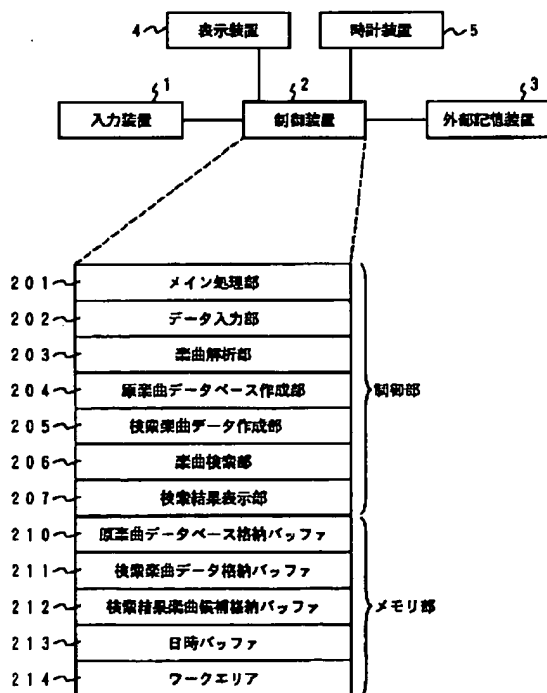 4 表示装置 時計装置 5
1 2 3
入力装置 制御装置 外部記憶装置
201 メイン処理部
202 データ入力部
203 楽曲解析部
204 原楽曲データベース作成部 制御部
205 検索楽曲データ作成部
206 楽曲検索部
207 検索結果表示部
210 原楽曲データベース格納バッファ
211 検索楽曲データ格納バッファ
212 検索結果楽曲候補格納バッファ メモリ部
213 日時バッファ
214 ワークエリア